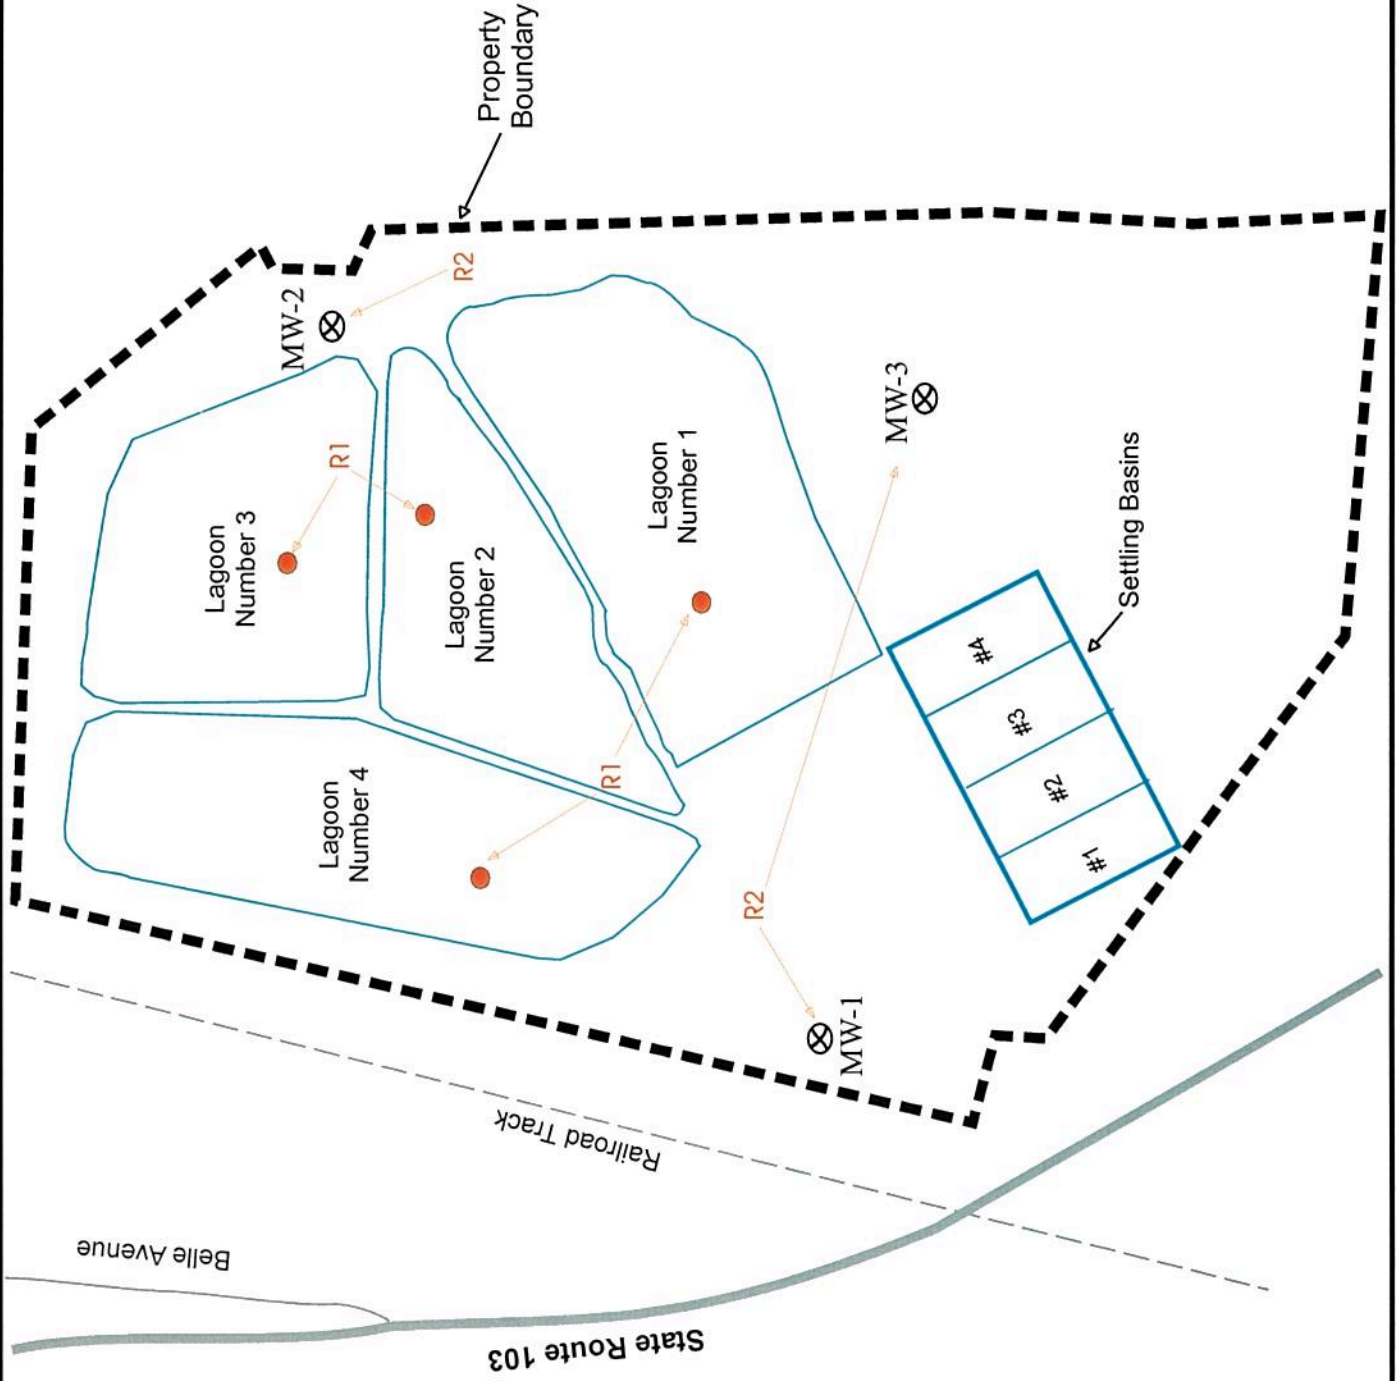 Property
Boundary
R2
MW-2
R1
Lagoon
Number 3
Lagoon
Number 2
Lagoon
Number 1
MW-3
Settling Basins
#4
#3
#2
#1
Lagoon
Number 4
R1
R2
MW-1
Railroad Track
Belle Avenue
State Route 103